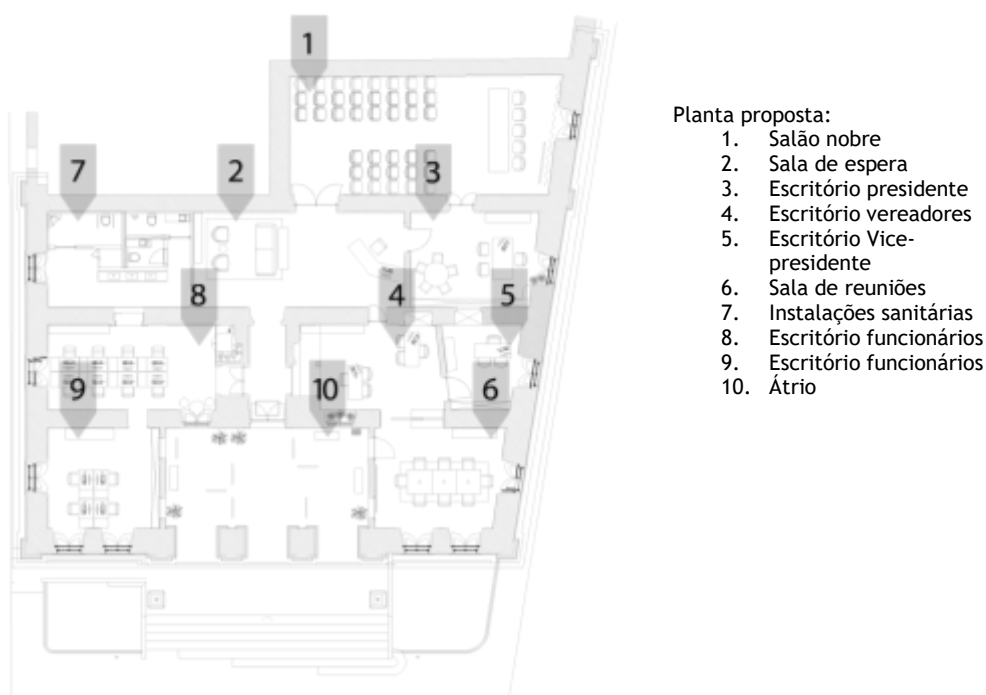 1
7
2
3
8
4
5
9
10
6
Planta proposta:
1. Salão nobre
2. Sala de espera
3. Escritório presidente
4. Escritório vereadores
5. Escritório Vice-
presidente
6. Sala de reuniões
7. Instalações sanitárias
8. Escritório funcionários
9. Escritório funcionários
10. Átrio